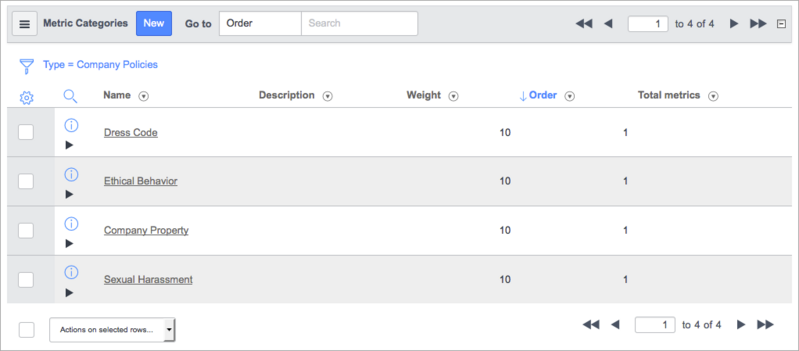 Metric Categories New Go to Order Search 1 to 4 of 4
Type = Company Policies
Name Description Weight Order Total metrics
Dress Code 10 1
Ethical Behavior 10 1
Company Property 10 1
Sexual Harassment 10 1
Actions on selected rows... 1 to 4 of 4